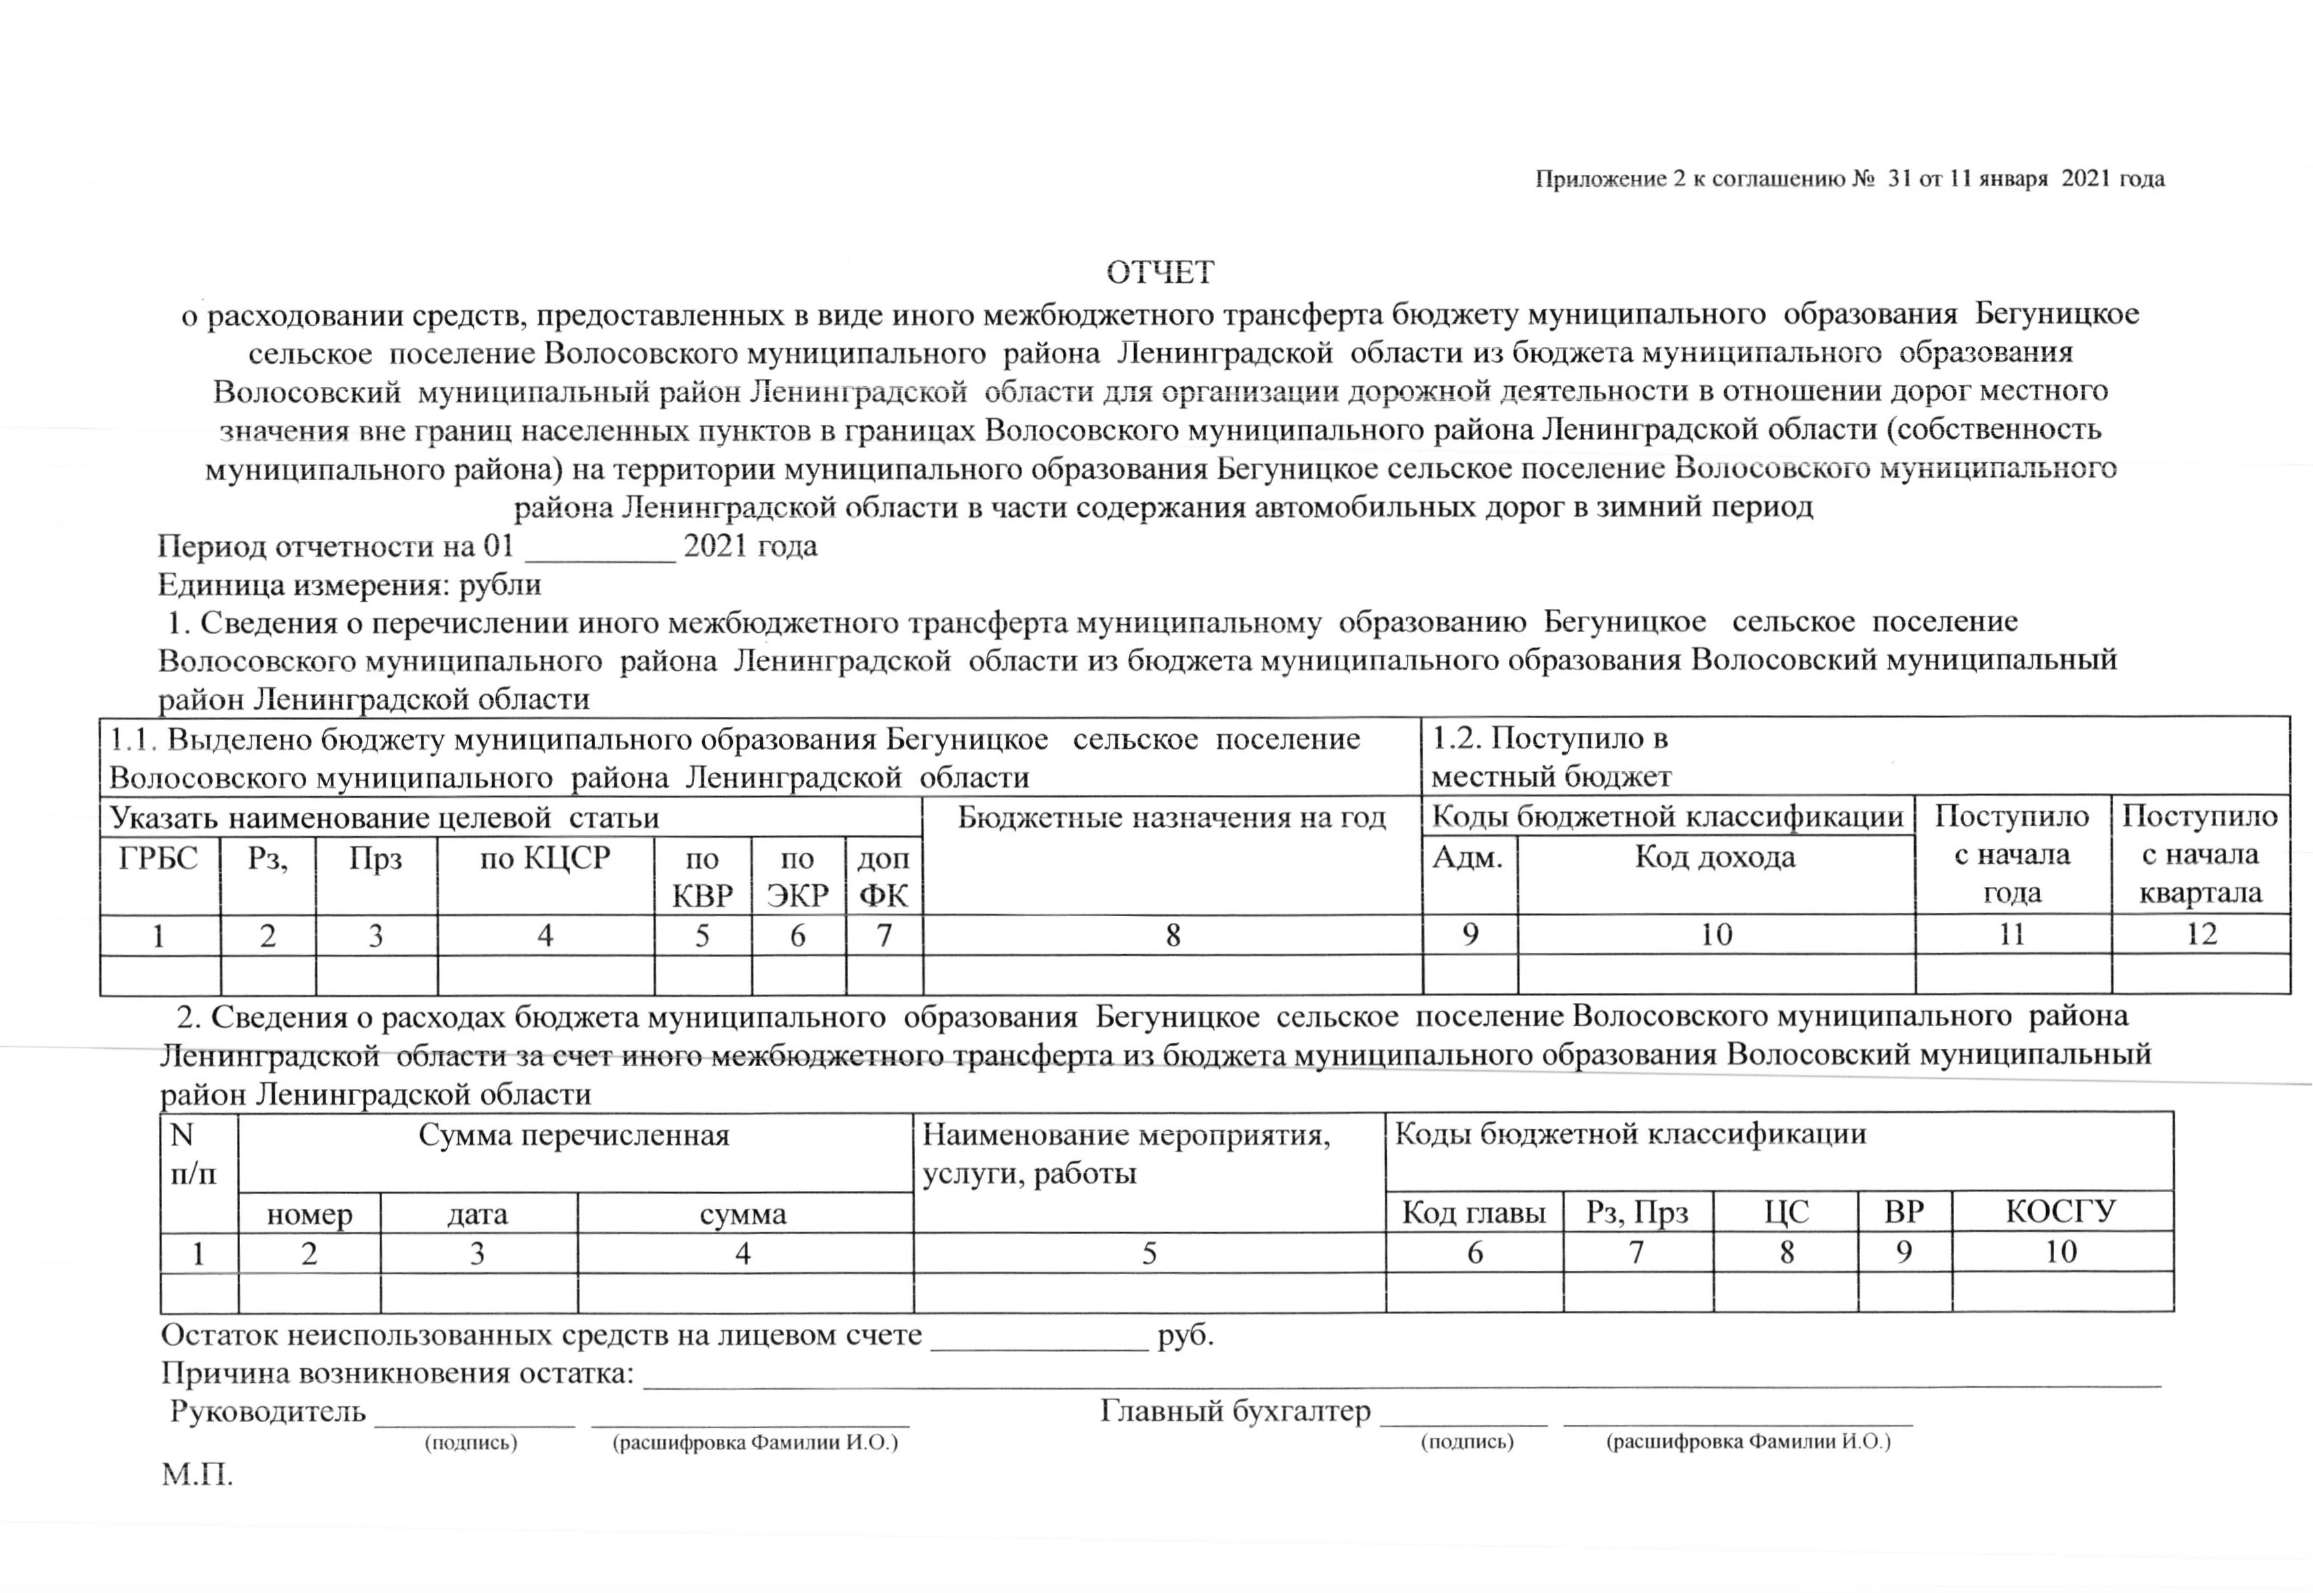 Приложение 2 к соглашению № 31 от 11 января 2021 года
ОТЧЕТ
о расходовании средств, предоставленных в виде иного межбюджетного трансферта бюджету муниципального образования Бегуницкое
сельское поселение Волосовского муниципального района Ленинградской области из бюджета муниципального образования
Волосовский муниципальный район Ленинградской области для организации дорожной деятельности в отношении дорог местного
значения вне границ населенных пунктов в границах Волосовского муниципального района Ленинградской области (собственность
муниципального района) на территории муниципального образования Бегуницкое сельское поселение Волосовского муниципального
района Ленинградской области в части содержания автомобильных дорог в зимний период
Период отчетности на 01 __________ 2021 года
Единица измерения: рубли
1. Сведения о перечислении иного межбюджетного трансферта муниципальному образованию Бегуницкое сельское поселение
Волосовского муниципального района Ленинградской области из бюджета муниципального образования Волосовский муниципальный
район Ленинградской области
1.1. Выделено бюджету муниципального образования Бегуницкое сельское поселение
Волосовского муниципального района Ленинградской области
1.2. Поступило в
местный бюджет
Указать наименование целевой статьи
Бюджетные назначения на год
Коды бюджетной классификации
Поступило
с начала
года
Поступило
с начала
квартала
ГРБС Рз, Прз по КЦСР
по
КВР
по
ЭКР
доп
ФК
Адм. Код дохода
1 2 3 4 5 6 7 8 9 10 11 12
2. Сведения о расходах бюджета муниципального образования Бегуницкое сельское поселение Волосовского муниципального района
Ленинградской области за счет иного межбюджетного трансферта из бюджета муниципального образования Волосовский муниципальный
район Ленинградской области
N
п/п
Сумма перечисленная
Наименование мероприятия,
услуги, работы
Коды бюджетной классификации
номер дата сумма
Код главы Рз, Прз ЦС ВР КОСГУ
1 2 3 4 5 6 7 8 9 10
Остаток неиспользованных средств на лицевом счете _____________ руб.
Причина возникновения остатка: ____________________
Руководитель ____________ ___________________ Главный бухгалтер __________ _____________________
(подпись) (расшифровка Фамилии И.О.) (подпись) (расшифровка Фамилии И.О.)
М.П.